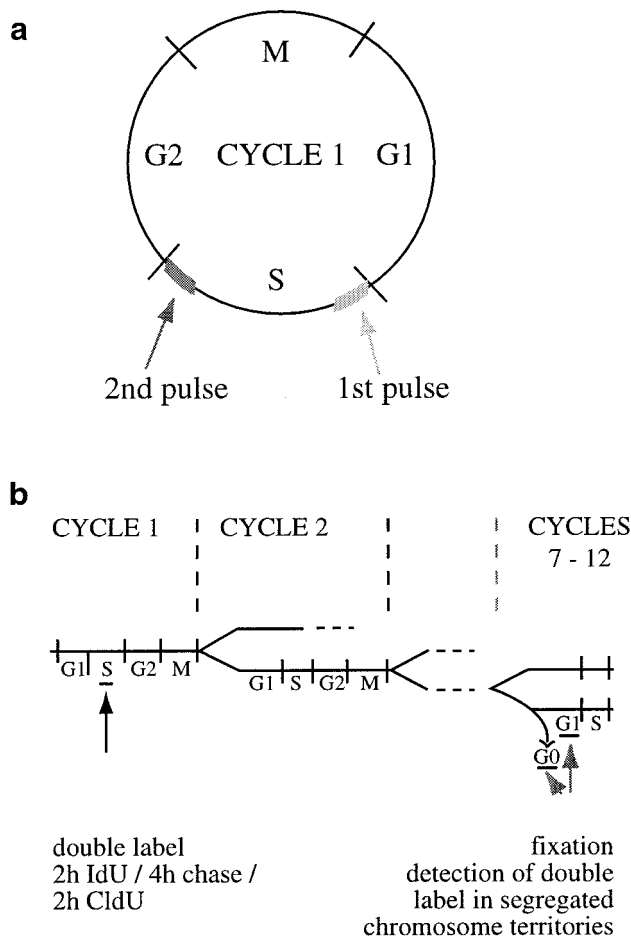 a
M
G2 CYCLE 1 G1
S
2nd pulse 1st pulse
b
CYCLE 1 CYCLE 2 CYCLES
7 - 12
G1 S G2 M
G1 S G2 M
G1 S
G0
double label
2h IdU / 4h chase /
2h CldU
fixation
detection of double
label in segregated
chromosome territories